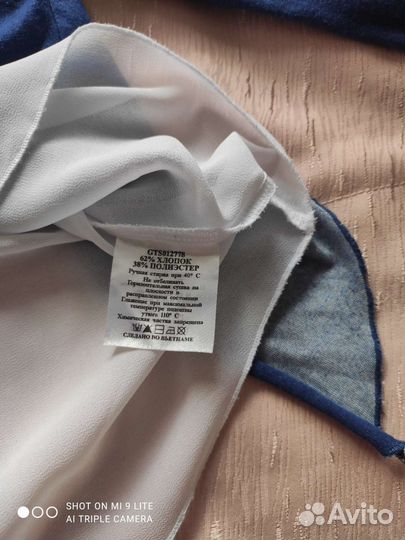 GTS012778
62% ХЛОПОК
38% ПОЛИЭСТЕР
Ручная стирка при 40° С
Не отбеливать
Горизонтальная сушка на
плоскости в
расправленном состоянии
Глажение при максимальной
температуре подошвы
утюга 110° С
Химическая чистка запрещена
СДЕЛАНО ВО ВЬЕТНАМЕ
SHOT ON MI 9 LITE
AI TRIPLE CAMERA
Avito